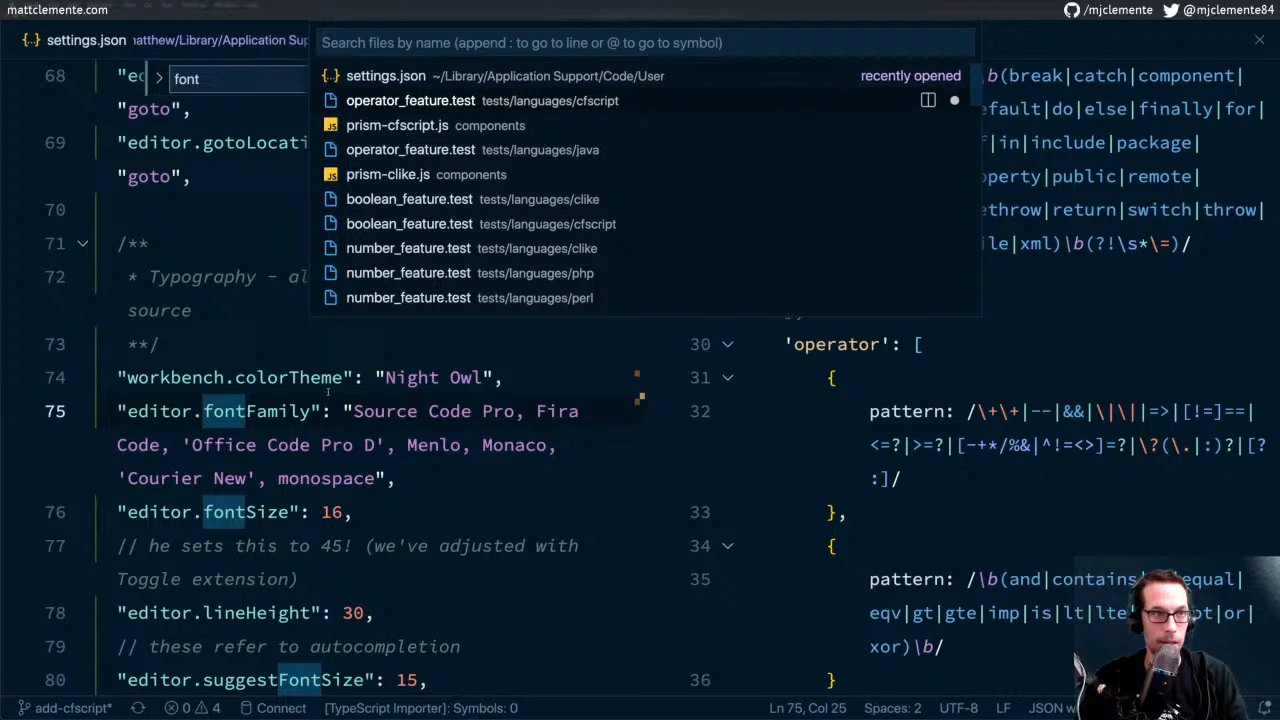 mattclemente.com
/mjclemente @mjclemente84
settings.json matthew/Library/Application Sup
Search files by name (append : to go to line or @ to go to symbol)
font
settings.json ~/Library/Application Support/Code/User recently opened
operator_feature.test tests/languages/cfscript
prism-cfscript.js components
operator_feature.test tests/languages/java
prism-clike.js components
boolean_feature.test tests/languages/clike
boolean_feature.test tests/languages/cfscript
number_feature.test tests/languages/clike
number_feature.test tests/languages/php
number_feature.test tests/languages/perl
68 "ec
"goto",
69 "editor.gotoLocati
"goto",
70
71 /**
72 * Typography - al
source
73 **/
74 "workbench.colorTheme": "Night Owl",
75 "editor.fontFamily": "Source Code Pro, Fira
Code, 'Office Code Pro D', Menlo, Monaco,
'Courier New', monospace",
76 "editor.fontSize": 16,
77 // he sets this to 45! (we've adjusted with
Toggle extension)
78 "editor.lineHeight": 30,
79 // these refer to autocompletion
80 "editor.suggestFontSize": 15,
\b(break|catch|component|
efault|do|else|finally|for|
f|in|include|package|
operty|public|remote|
ethrow|return|switch|throw|
le|xml)\b(?!\s*\=)/
30 'operator': [
31 {
32 pattern: /\+\+|--|&&|\|\||=>|[!=]==|
<=?|>=?|[-+*/%&|^!=<>]=?|\?(\.|:)?|[?
:]/
33 },
34 {
35 pattern: /\b(and|contains equal|
eqv|gt|gte|imp|is|lt|lte ot|or|
xor)\b/
36 }
add-cfscript* 0 4 Connect [TypeScript Importer]: Symbols: 0 Ln 75, Col 25 Spaces: 2 UTF-8 LF JSON w